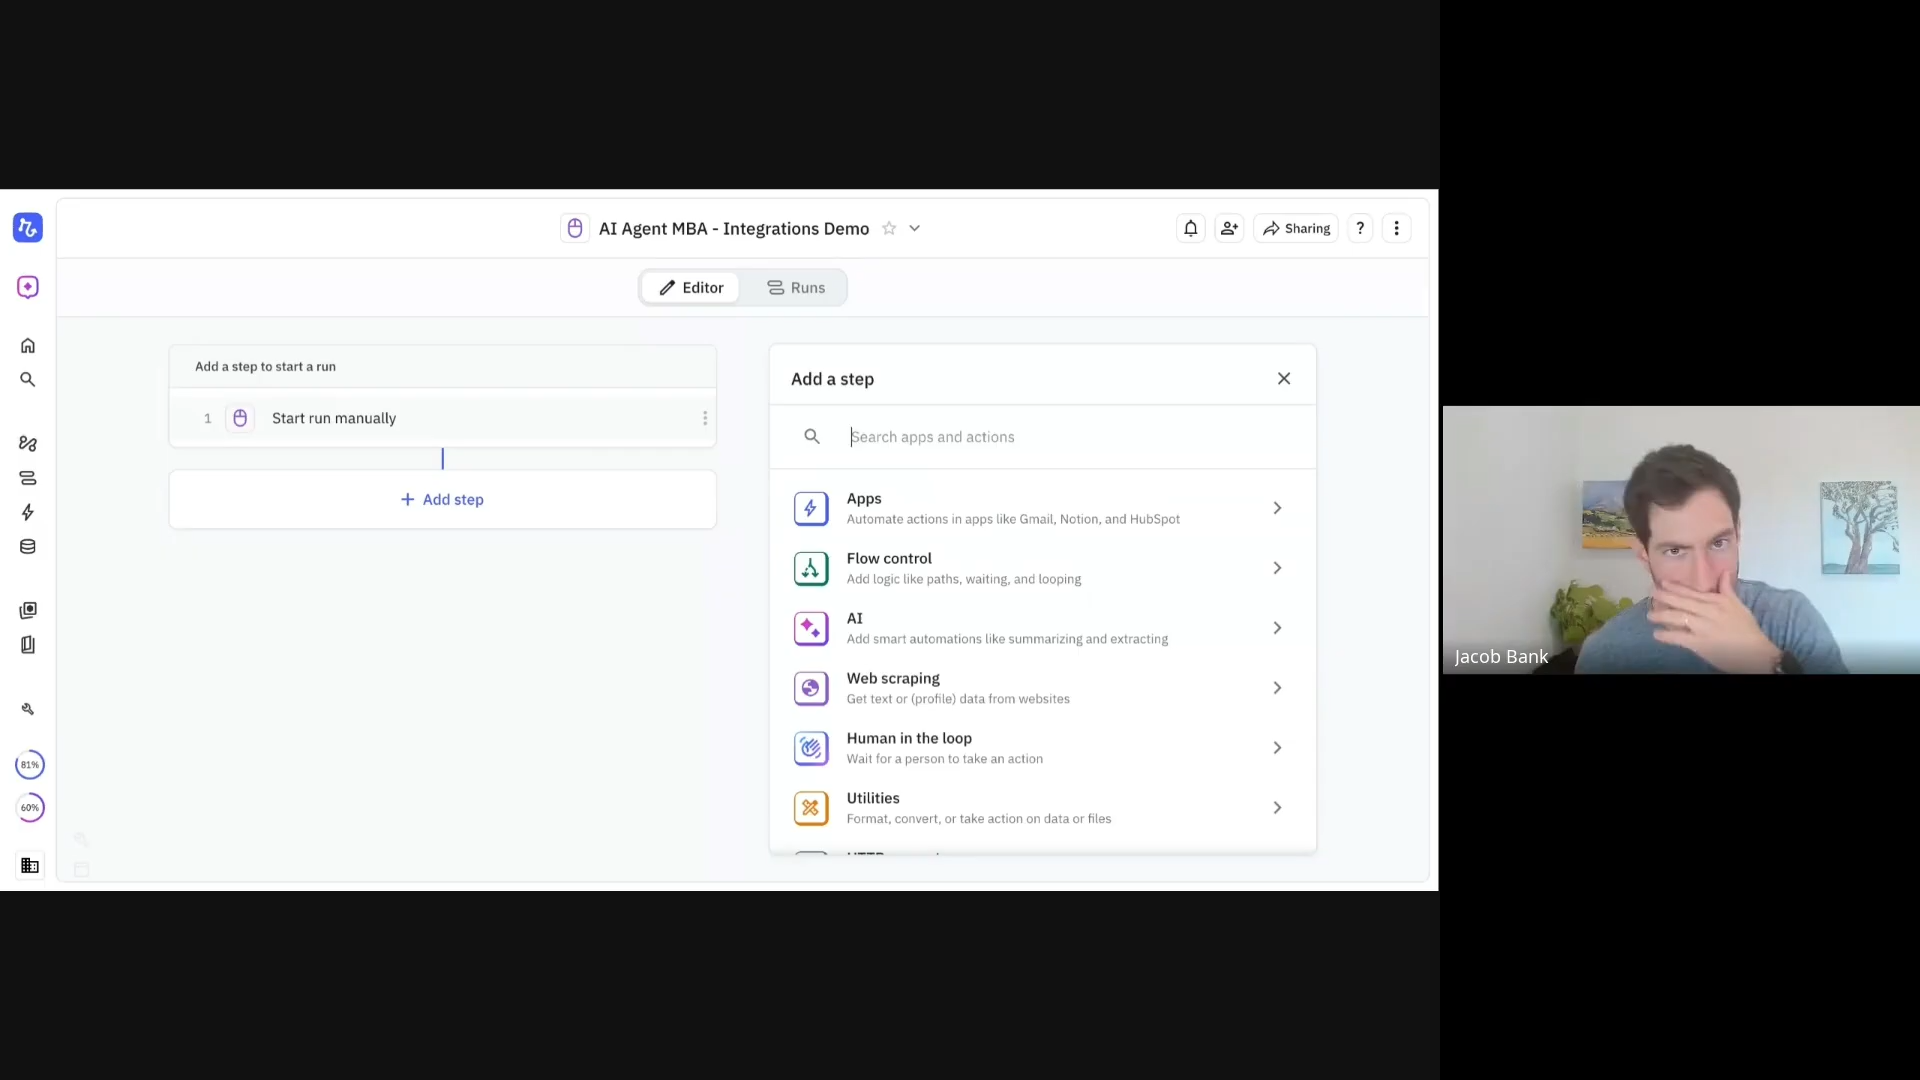 AI Agent MBA - Integrations Demo
Sharing
?
Editor
Runs
Add a step to start a run
1 Start run manually
+ Add step
Add a step
Search apps and actions
Apps
Automate actions in apps like Gmail, Notion, and HubSpot
Flow control
Add logic like paths, waiting, and looping
AI
Add smart automations like summarizing and extracting
Web scraping
Get text or (profile) data from websites
Human in the loop
Wait for a person to take an action
Utilities
Format, convert, or take action on data or files
81%
60%
Jacob Bank